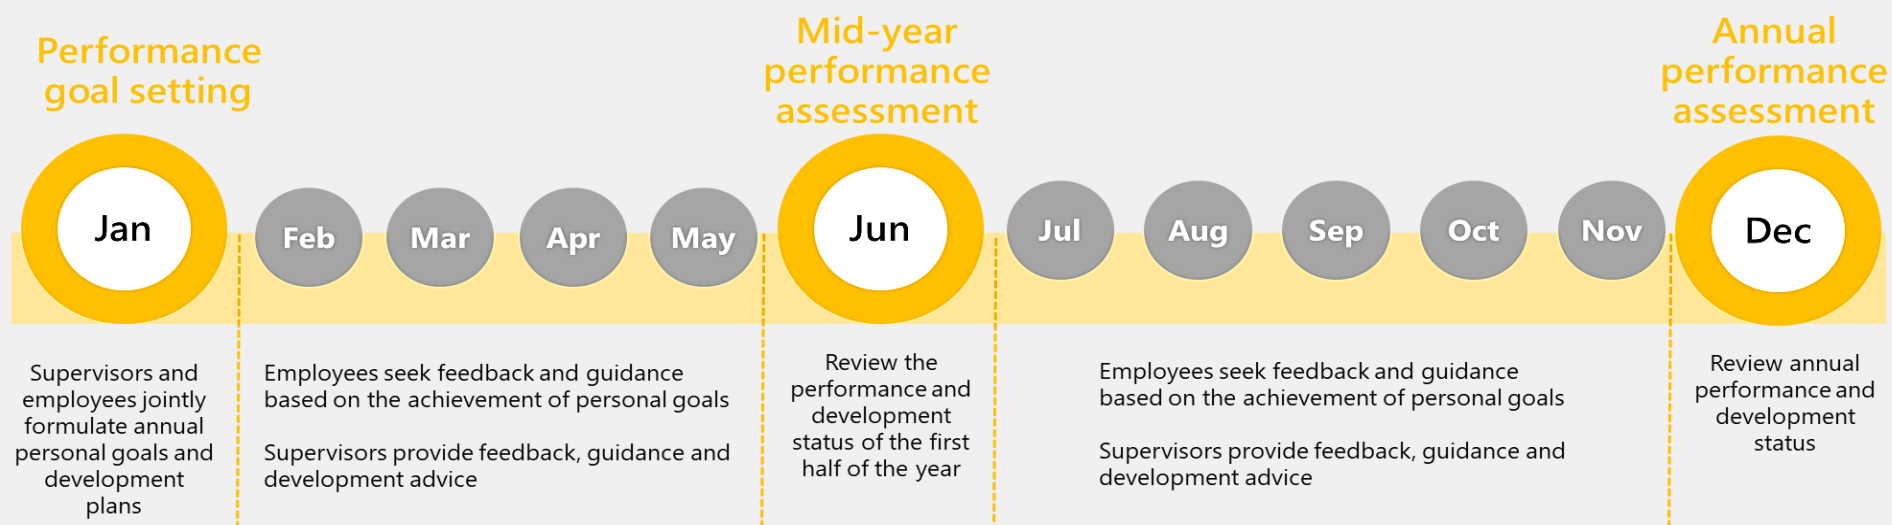 Performance
goal setting
Mid-year
performance
assessment
Annual
performance
assessment
Jan
Feb
Mar
Apr
May
Jun
Jul
Aug
Sep
Oct
Nov
Dec
Supervisors and
employees jointly
formulate annual
personal goals and
development
plans
Employees seek feedback and guidance
based on the achievement of personal goals
Supervisors provide feedback, guidance and
development advice
Review the
performance and
development
status of the first
half of the year
Employees seek feedback and guidance
based on the achievement of personal goals
Supervisors provide feedback, guidance and
development advice
Review annual
performance and
development
status